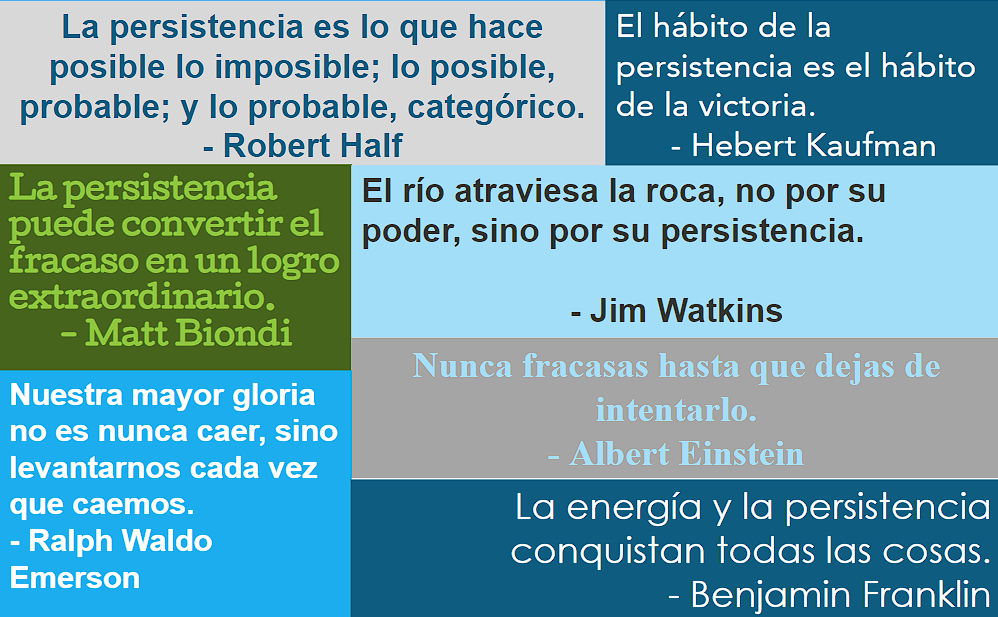 La persistencia es lo que hace
posible lo imposible; lo posible,
probable; y lo probable, categórico.
- Robert Half
El hábito de la
persistencia es el hábito
de la victoria.
- Hebert Kaufman
La persistencia
puede convertir el
fracaso en un logro
extraordinario.
- Matt Biondi
El río atraviesa la roca, no por su
poder, sino por su persistencia.
- Jim Watkins
Nunca fracasas hasta que dejas de
intentarlo.
- Albert Einstein
Nuestra mayor gloria
no es nunca caer, sino
levantarnos cada vez
que caemos.
- Ralph Waldo
Emerson
La energía y la persistencia
conquistan todas las cosas.
- Benjamin Franklin